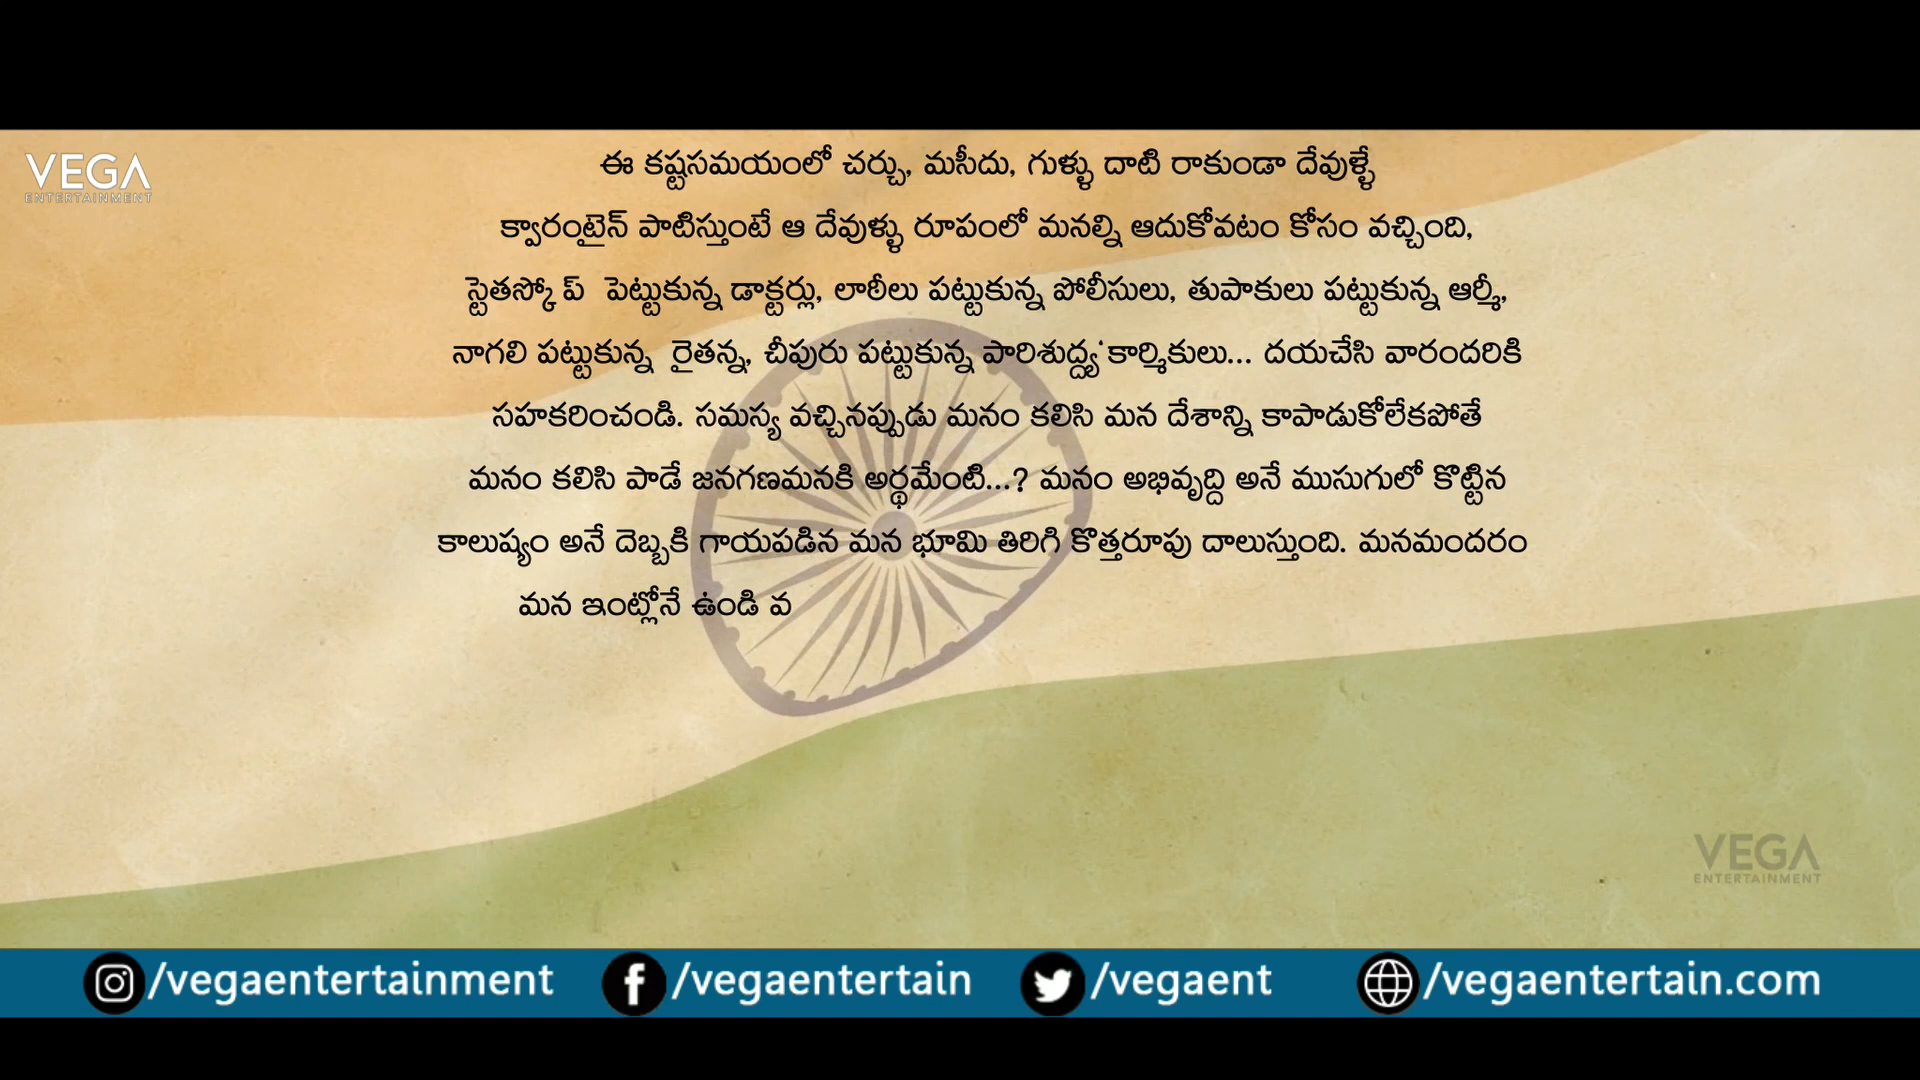 VEGA
ENTERTAINMENT
ఈ కష్టసమయంలో చర్చు, మసీదు, గుళ్ళు దాటి రాకుండా దేవుళ్ళే
క్వారంటైన్ పాటిస్తుంటే ఆ దేవుళ్ళు రూపంలో మనల్ని ఆదుకోవటం కోసం వచ్చింది,
స్టెతస్కోప్ పెట్టుకున్న డాక్టర్లు, లాఠీలు పట్టుకున్న పోలీసులు, తుపాకులు పట్టుకున్న ఆర్మీ,
నాగలి పట్టుకున్న రైతన్న, చీపురు పట్టుకున్న పారిశుద్ధ్య కార్మికులు... దయచేసి వారందరికి
సహకరించండి. సమస్య వచ్చినప్పుడు మనం కలిసి మన దేశాన్ని కాపాడుకోలేకపోతే
మనం కలిసి పాడే జనగణమనకి అర్థమేంటి...? మనం అభివృద్ది అనే ముసుగులో కొట్టిన
కాలుష్యం అనే దెబ్బకి గాయపడిన మన భూమి తిరిగి కొత్తరూపు దాలుస్తుంది. మనమందరం
మన ఇంట్లోనే ఉండి వ
VEGA
ENTERTAINMENT
/vegaentertainment /vegaentertain /vegaent /vegaentertain.com